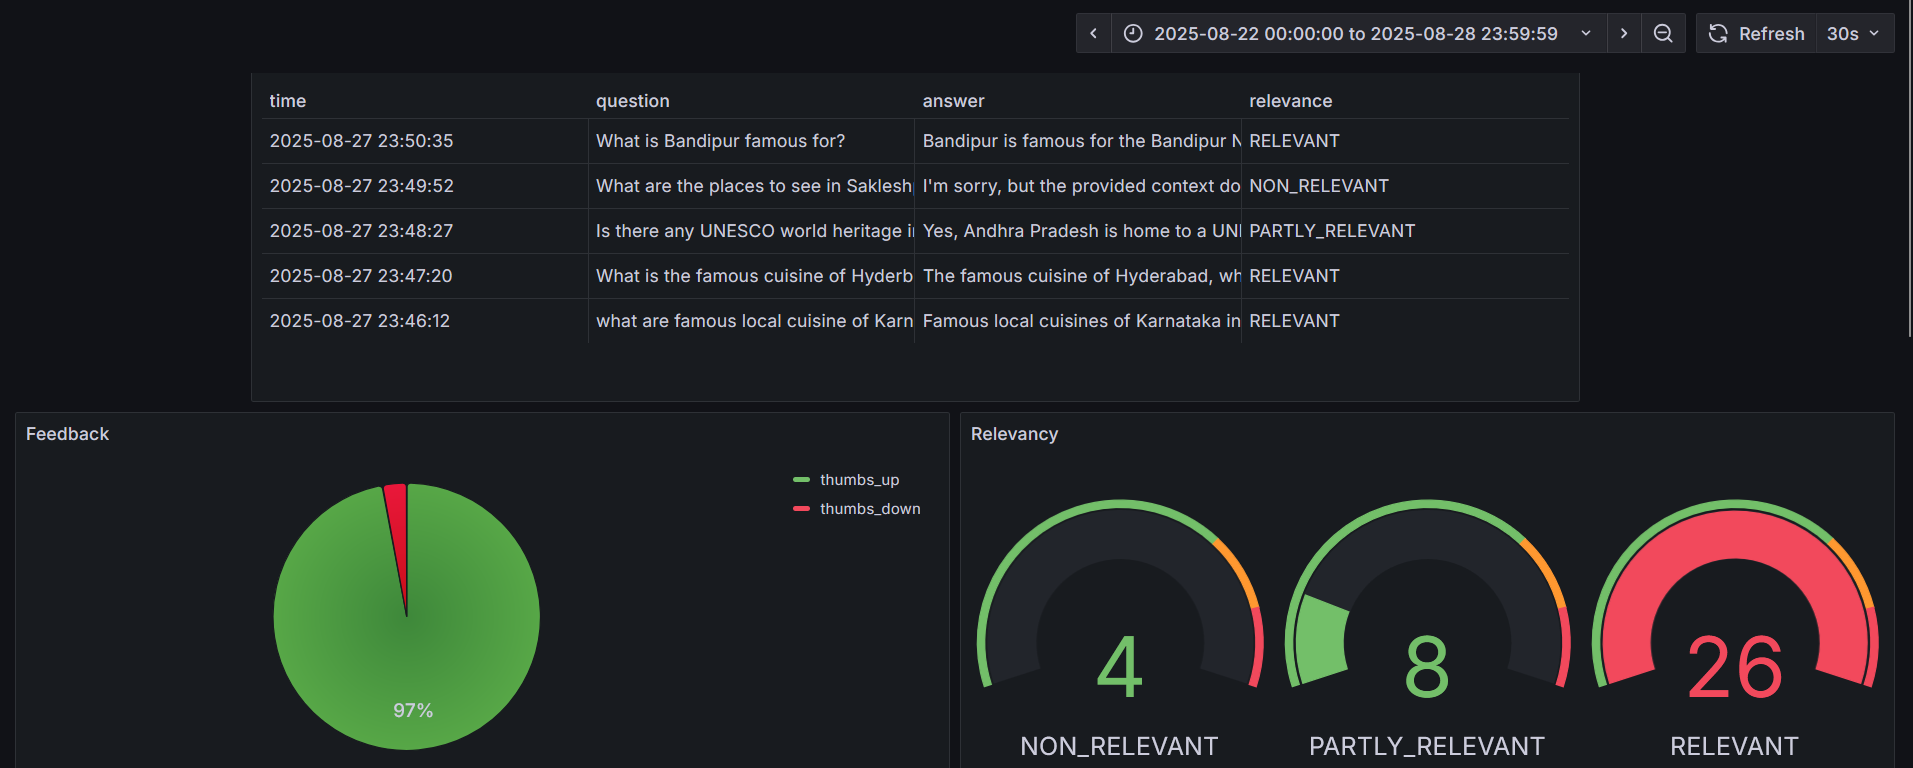 2025-08-22 00:00:00 to 2025-08-28 23:59:59 Refresh 30s
time question answer relevance
2025-08-27 23:50:35 What is Bandipur famous for? Bandipur is famous for the Bandipur N RELEVANT
2025-08-27 23:49:52 What are the places to see in Saklesh I'm sorry, but the provided context do NON_RELEVANT
2025-08-27 23:48:27 Is there any UNESCO world heritage i Yes, Andhra Pradesh is home to a UN PARTLY_RELEVANT
2025-08-27 23:47:20 What is the famous cuisine of Hyderb The famous cuisine of Hyderabad, wh RELEVANT
2025-08-27 23:46:12 what are famous local cuisine of Karn Famous local cuisines of Karnataka in RELEVANT
Feedback
thumbs_up
thumbs_down
97%
Relevancy
4 8 26
NON_RELEVANT PARTLY_RELEVANT RELEVANT